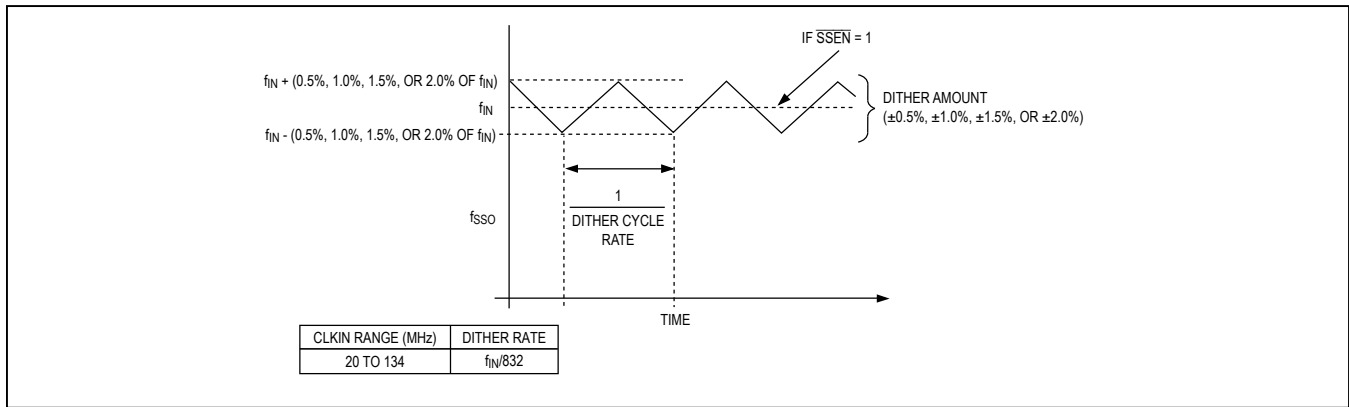 IF S̅S̅E̅N̅ = 1
fIN + (0.5%, 1.0%, 1.5%, OR 2.0% OF fIN)
fIN
fIN - (0.5%, 1.0%, 1.5%, OR 2.0% OF fIN)
DITHER AMOUNT
(±0.5%, ±1.0%, ±1.5%, OR ±2.0%)
fSSO
1
DITHER CYCLE
RATE
TIME
CLKIN RANGE (MHz) DITHER RATE
20 TO 134 fIN/832